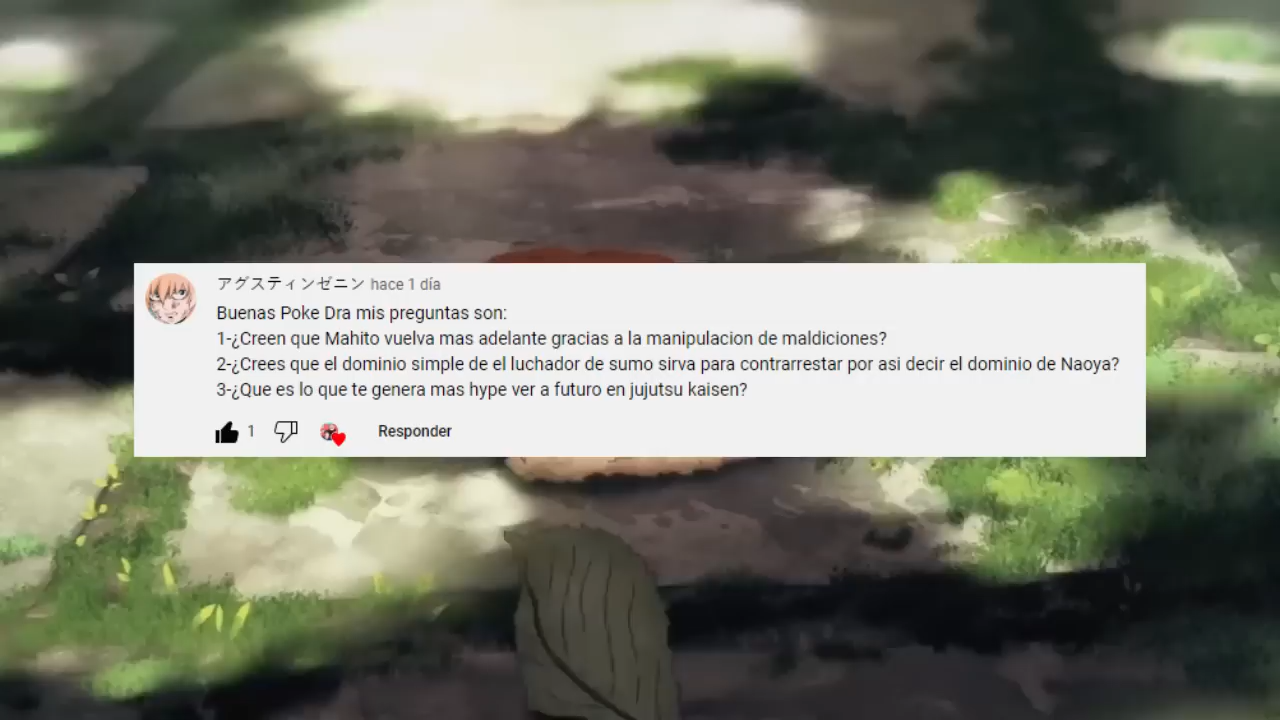 アグスティンゼニン hace 1 día
Buenas Poke Dra mis preguntas son:
1-¿Creen que Mahito vuelva mas adelante gracias a la manipulacion de maldiciones?
2-¿Crees que el dominio simple de el luchador de sumo sirva para contrarrestar por asi decir el dominio de Naoya?
3-¿Que es lo que te genera mas hype ver a futuro en jujutsu kaisen?
1 Responder